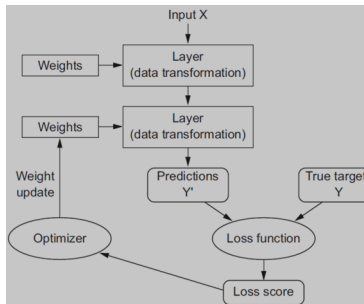 Input X
Layer
(data transformation)
Weights
Layer
(data transformation)
Weights
Weight
update
Predictions
Y'
True target
Y
Optimizer
Loss function
Loss score